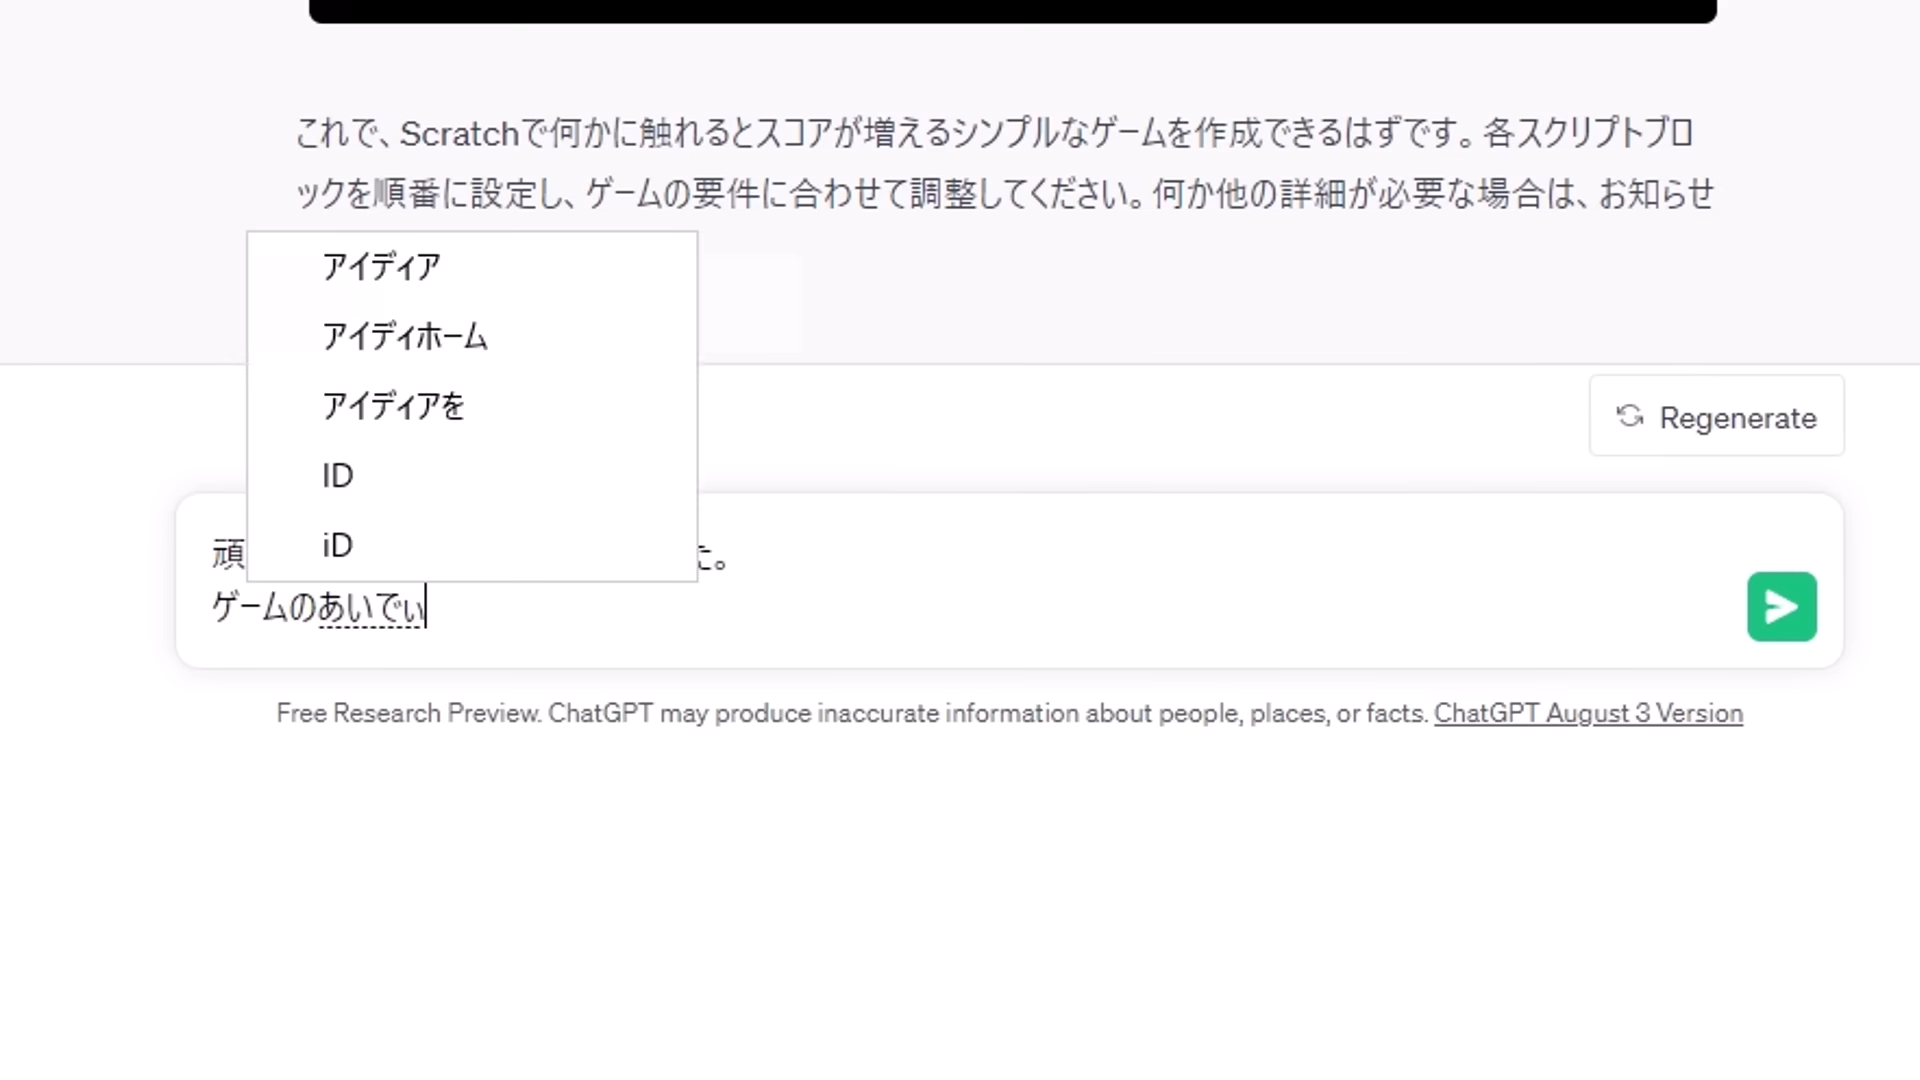 これで、Scratchで何かに触れるとスコアが増えるシンプルなゲームを作成できるはずです。各スクリプトブロ
ックを順番に設定し、ゲームの要件に合わせて調整してください。何か他の詳細が必要な場合は、お知らせ
アイディア
アイディホーム
アイディアを
ID
iD
Regenerate
頑 た。
ゲームのあいでぃ
Free Research Preview. ChatGPT may produce inaccurate information about people, places, or facts. ChatGPT August 3 Version